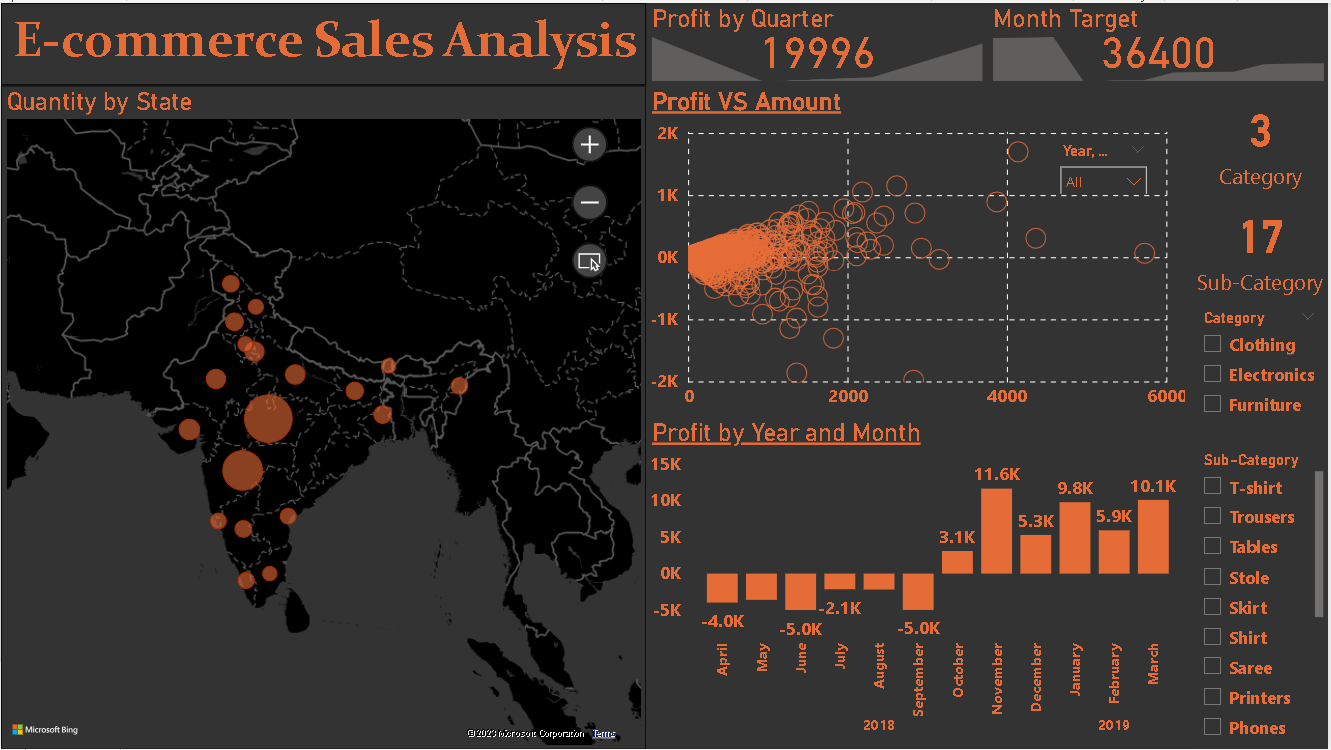 E-commerce Sales Analysis
Profit by Quarter
19996
Month Target
36400
Quantity by State
Microsoft Bing
© 2023 Microsoft Corporation Terms
Profit VS Amount
2K
1K
0K
-1K
-2K
0
2000
4000
6000
Year, ...
All
3
Category
17
Sub-Category
Category
Clothing
Electronics
Furniture
Profit by Year and Month
15K
10K
5K
0K
-5K
-4.0K
-5.0K
-2.1K
-5.0K
3.1K
11.6K
5.3K
9.8K
5.9K
10.1K
April
May
June
July
August
September
October
November
December
January
February
March
2018
2019
Sub-Category
T-shirt
Trousers
Tables
Stole
Skirt
Shirt
Saree
Printers
Phones